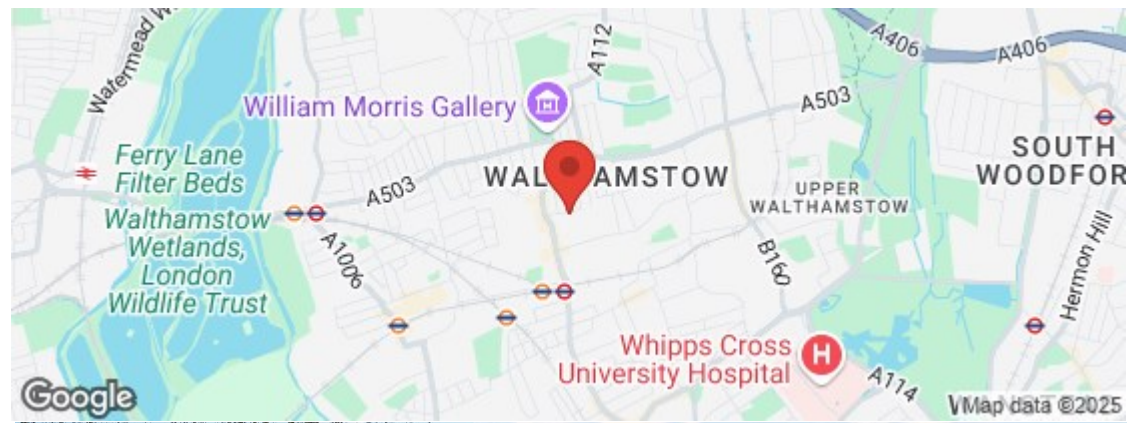 Watermead W
A112
A406
A406
William Morris Gallery
A503
SOUTH
WOODFOR
Ferry Lane
Filter Beds
WALTHAMSTOW
A503
UPPER
WALTHAMSTOW
Walthamstow
Wetlands,
London
Wildlife Trust
A1006
B160
Hermon Hill
Whipps Cross
University Hospital
H
A114
Google
Map data ©2025